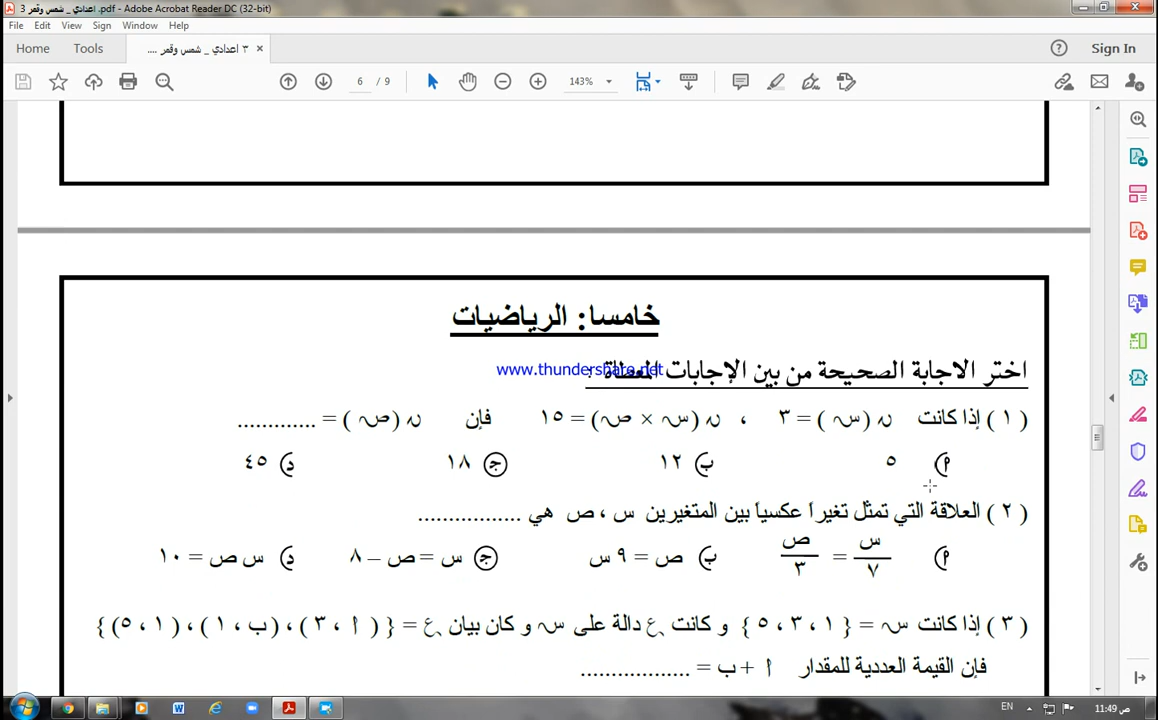 ٣ اعدادي _ شمس وقمر 3.pdf - Adobe Acrobat Reader DC (32-bit)
File Edit View Sign Window Help
Home Tools ٣ اعدادي _ شمس وقمر .... × Sign In
6 / 9 143%
خامسا: الرياضيات
اختر الاجابة الصحيحة من بين الإجابات المعطاة :
www.thundershare.net
( ١ ) إذا كانت ن ( س ) = ٣ ، ن ( س × ص ) = ١٥ فإن ن ( ص ) = .............
أ) ٥ ب) ١٢ ج) ١٨ د) ٤٥
( ٢ ) العلاقة التي تمثل تغيراً عكسياً بين المتغيرين س ، ص هي .................
أ) س/٧ = ص/٣ ب) ص = ٩ س ج) س = ص – ٨ د) س ص = ١٠
( ٣ ) إذا كانت س = { ١ ، ٣ ، ٥ } و كانت ع دالة على س و كان بيان ع = { ( أ ، ٣ ) ، ( ب ، ١ ) ، ( ١ ، ٥ ) }
فإن القيمة العددية للمقدار أ + ب = ..................
EN 11:49 ص